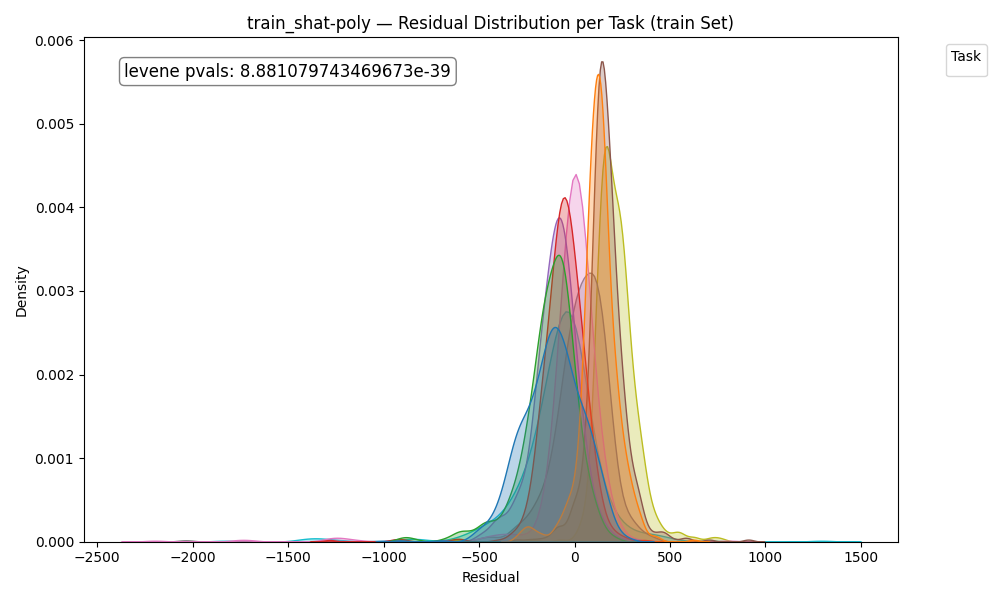 train_shat-poly — Residual Distribution per Task (train Set)
levene pvals: 8.881079743469673e-39
Task
Density
0.006
0.005
0.004
0.003
0.002
0.001
0.000
−2500 −2000 −1500 −1000 −500 0 500 1000 1500
Residual